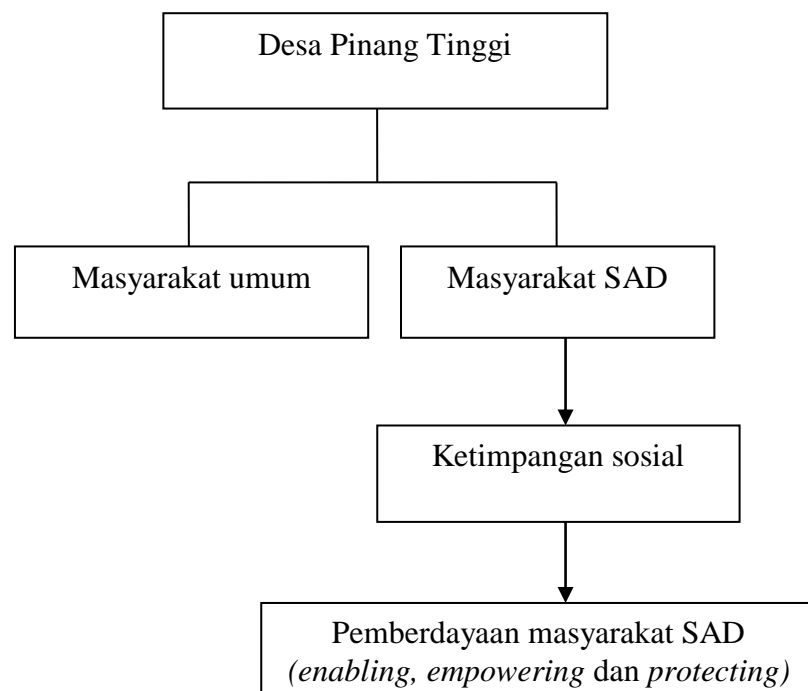 Desa Pinang Tinggi
Masyarakat umum
Masyarakat SAD
Ketimpangan sosial
Pemberdayaan masyarakat SAD
(enabling, empowering dan protecting)